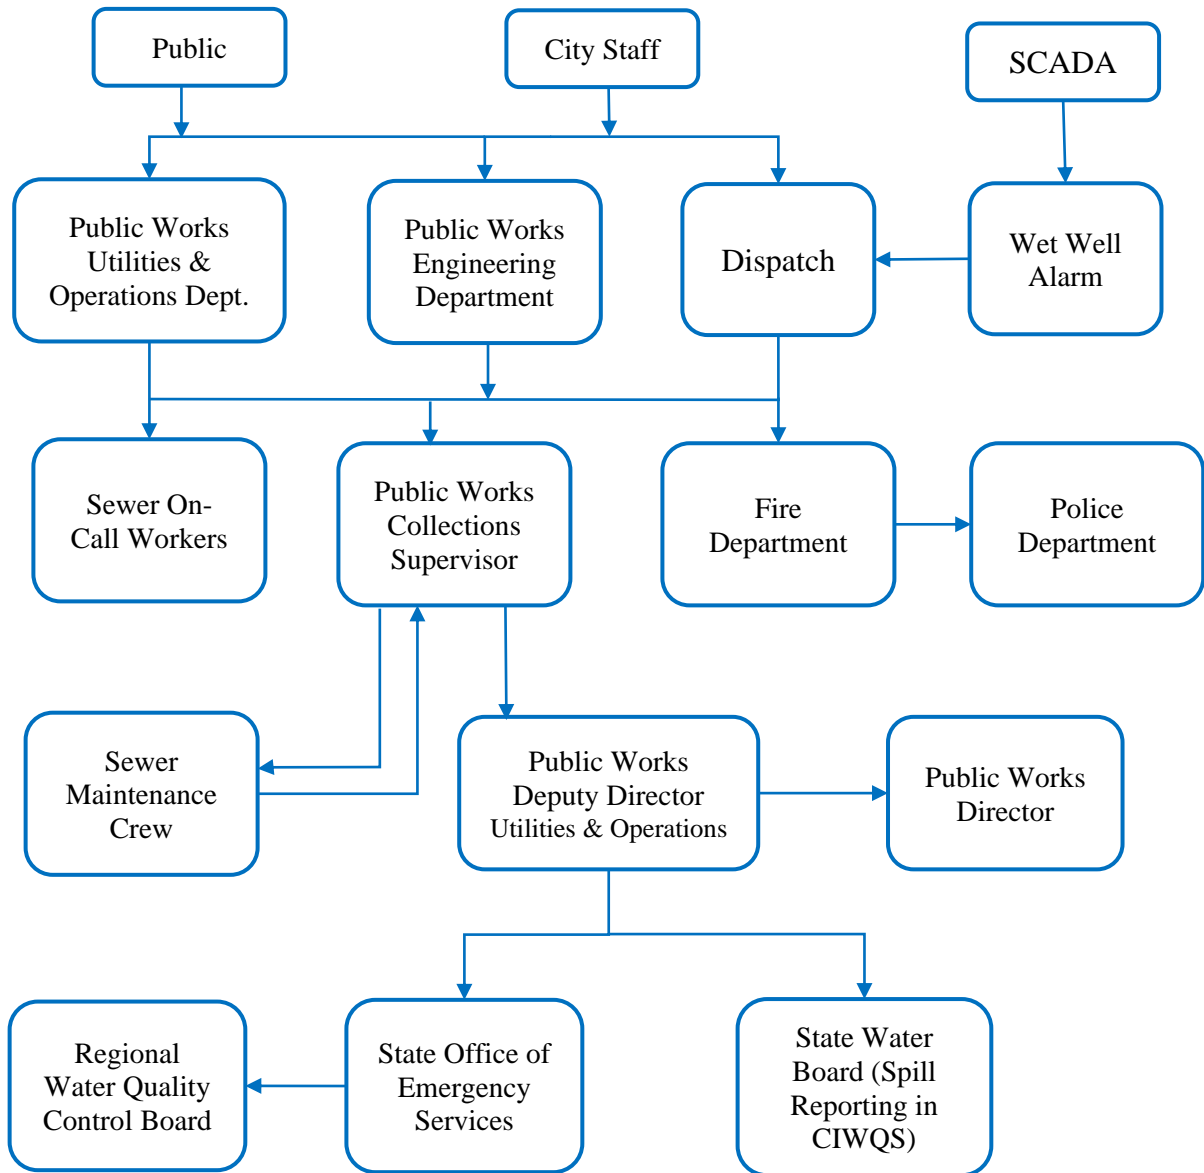 Public
City Staff
SCADA
Public Works
Utilities &
Operations Dept.
Public Works
Engineering
Department
Dispatch
Wet Well
Alarm
Sewer On-
Call Workers
Public Works
Collections
Supervisor
Fire
Department
Police
Department
Sewer
Maintenance
Crew
Public Works
Deputy Director
Utilities & Operations
Public Works
Director
Regional
Water Quality
Control Board
State Office of
Emergency
Services
State Water
Board (Spill
Reporting in
CIWQS)